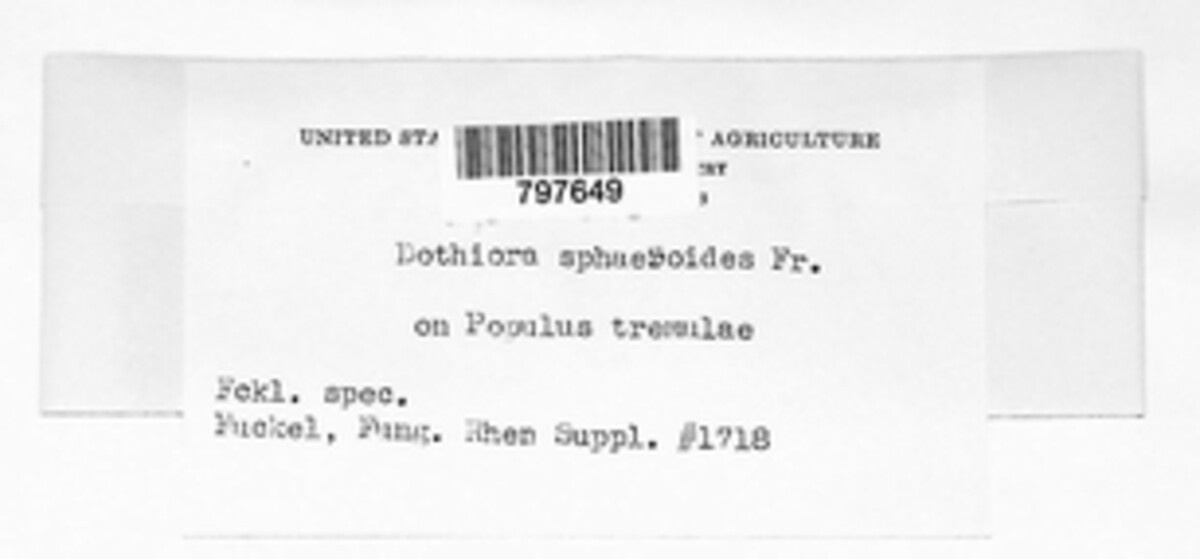 UNITED STA AGRICULTURE
797649
Dothiora sphaeroides Fr.
on Populus tremulae
Fckl. spec.
Fuckel, Fung. Rhen Suppl. #1718